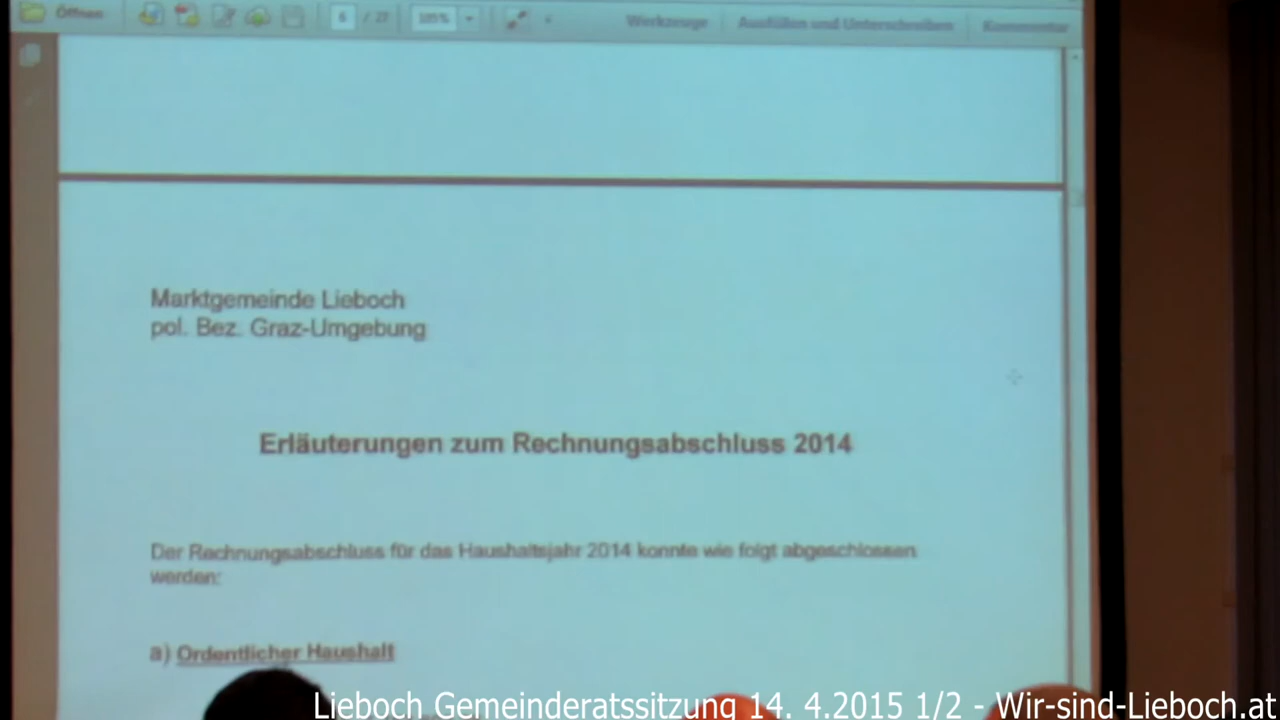 Öffnen
6 / 27
105%
Werkzeuge
Ausfüllen und Unterschreiben
Kommentar
Marktgemeinde Lieboch
pol. Bez. Graz-Umgebung
Erläuterungen zum Rechnungsabschluss 2014
Der Rechnungsabschluss für das Haushaltsjahr 2014 konnte wie folgt abgeschlossen
werden:
a) Ordentlicher Haushalt
Lieboch Gemeinderatssitzung 14. 4.2015 1/2 - Wir-sind-Lieboch.at